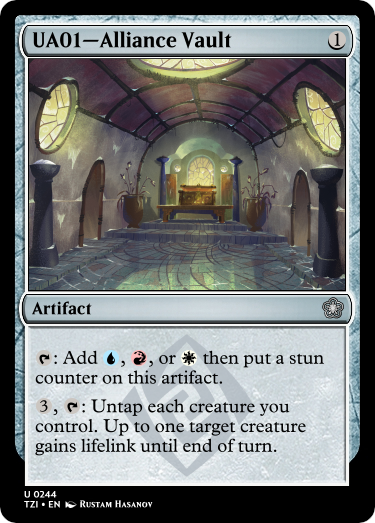 UA01—Alliance Vault 1
Artifact
: Add , , or then put a stun
counter on this artifact.
3 , : Untap each creature you
control. Up to one target creature
gains lifelink until end of turn.
U 0244
TZI • EN Rustam Hasanov